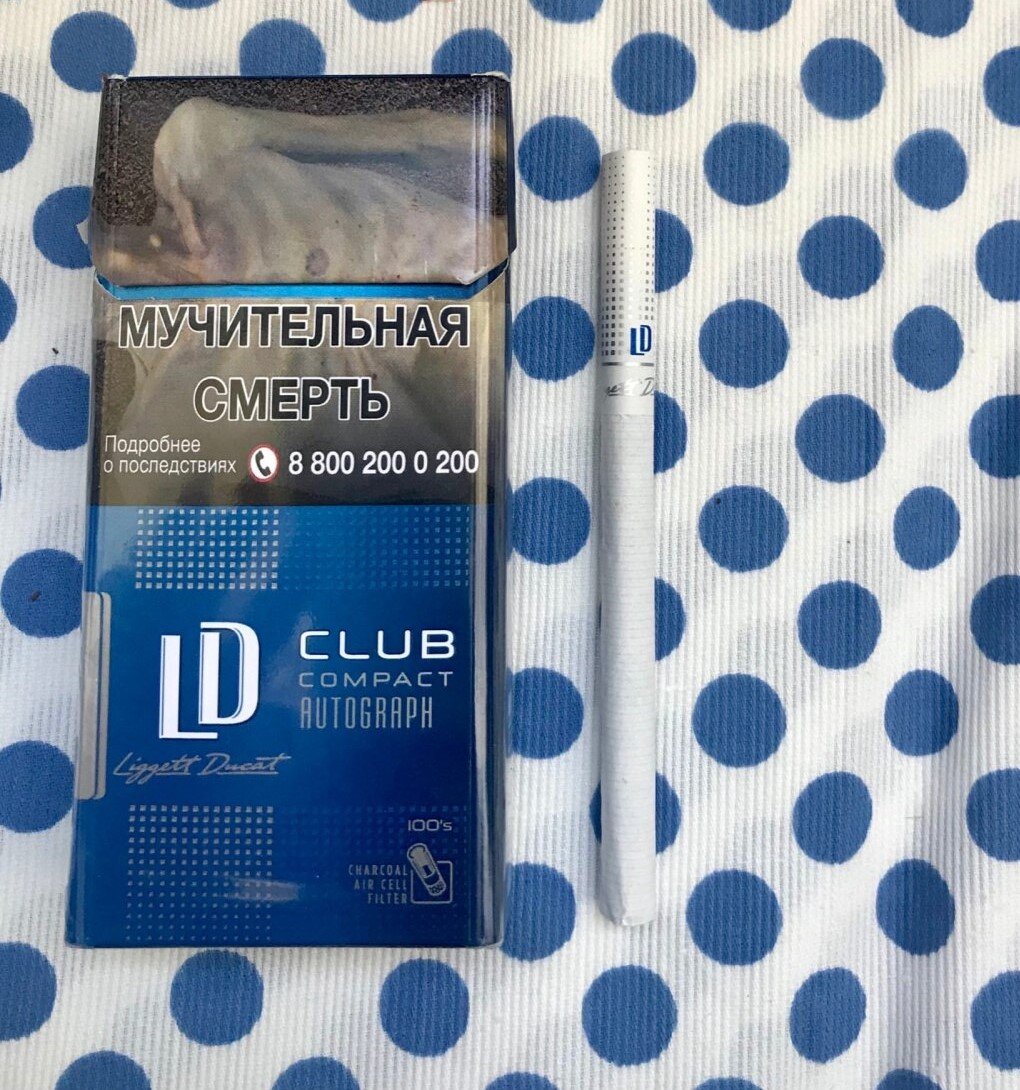 МУЧИТЕЛЬНАЯ
СМЕРТЬ
Подробнее
о последствиях
8 800 200 0 200
LD
CLUB
COMPACT
AUTOGRAPH
Liggett Ducat
100's
CHARCOAL
AIR CELL
FILTER
LD